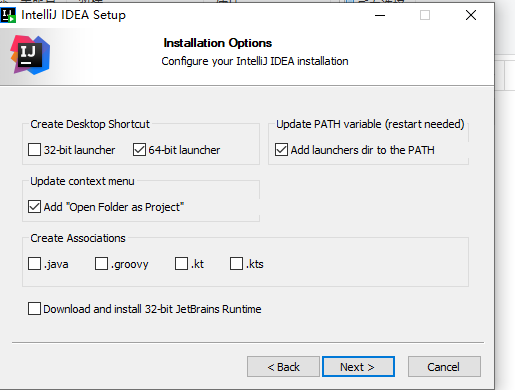 IntelliJ IDEA Setup
IJ
Installation Options
Configure your IntelliJ IDEA installation
Create Desktop Shortcut
32-bit launcher
64-bit launcher
Update PATH variable (restart needed)
Add launchers dir to the PATH
Update context menu
Add "Open Folder as Project"
Create Associations
.java
.groovy
.kt
.kts
Download and install 32-bit JetBrains Runtime
< Back
Next >
Cancel